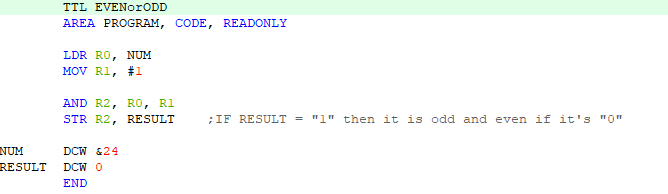 TTL EVENorODD
AREA PROGRAM, CODE, READONLY
LDR R0, NUM
MOV R1, #1
AND R2, R0, R1
STR R2, RESULT ;IF RESULT = "1" then it is odd and even if it's "0"
NUM DCW &24
RESULT DCW 0
END